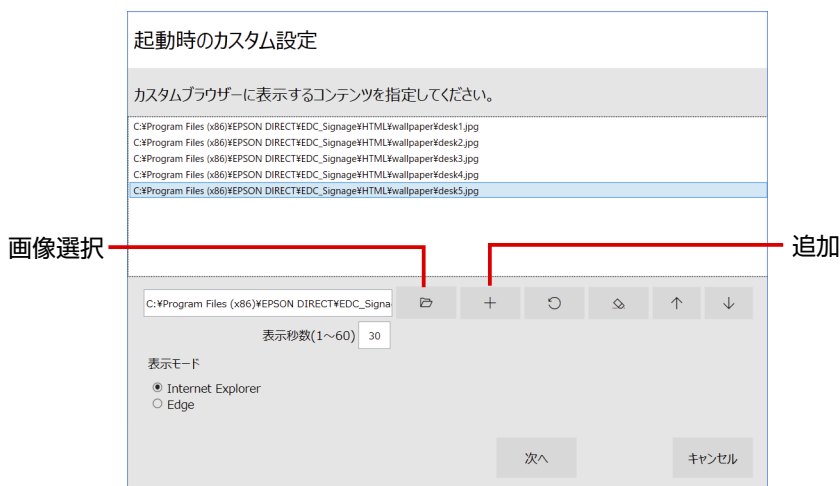 起動時のカスタム設定
カスタムブラウザーに表示するコンテンツを指定してください。
C:¥Program Files (x86)¥EPSON DIRECT¥EDC_Signage¥HTML¥wallpaper¥desk1.jpg
C:¥Program Files (x86)¥EPSON DIRECT¥EDC_Signage¥HTML¥wallpaper¥desk2.jpg
C:¥Program Files (x86)¥EPSON DIRECT¥EDC_Signage¥HTML¥wallpaper¥desk3.jpg
C:¥Program Files (x86)¥EPSON DIRECT¥EDC_Signage¥HTML¥wallpaper¥desk4.jpg
C:¥Program Files (x86)¥EPSON DIRECT¥EDC_Signage¥HTML¥wallpaper¥desk5.jpg
画像選択
追加
C:¥Program Files (x86)¥EPSON DIRECT¥EDC_Signa
表示秒数(1～60) 30
表示モード
Internet Explorer
Edge
次へ
キャンセル